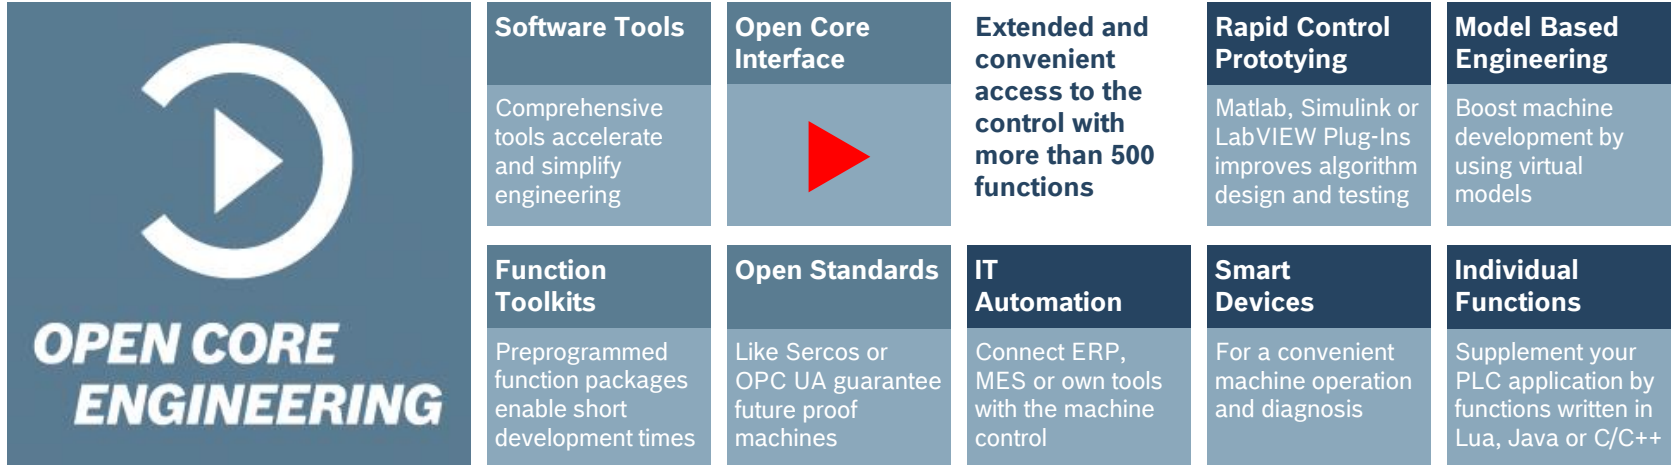 OPEN CORE
ENGINEERING
Software Tools
Comprehensive
tools accelerate
and simplify
engineering
Open Core
Interface
Extended and
convenient
access to the
control with
more than 500
functions
Rapid Control
Prototying
Matlab, Simulink or
LabVIEW Plug-Ins
improves algorithm
design and testing
Model Based
Engineering
Boost machine
development by
using virtual
models
Function
Toolkits
Preprogrammed
function packages
enable short
development times
Open Standards
Like Sercos or
OPC UA guarantee
future proof
machines
IT
Automation
Connect ERP,
MES or own tools
with the machine
control
Smart
Devices
For a convenient
machine operation
and diagnosis
Individual
Functions
Supplement your
PLC application by
functions written in
Lua, Java or C/C++